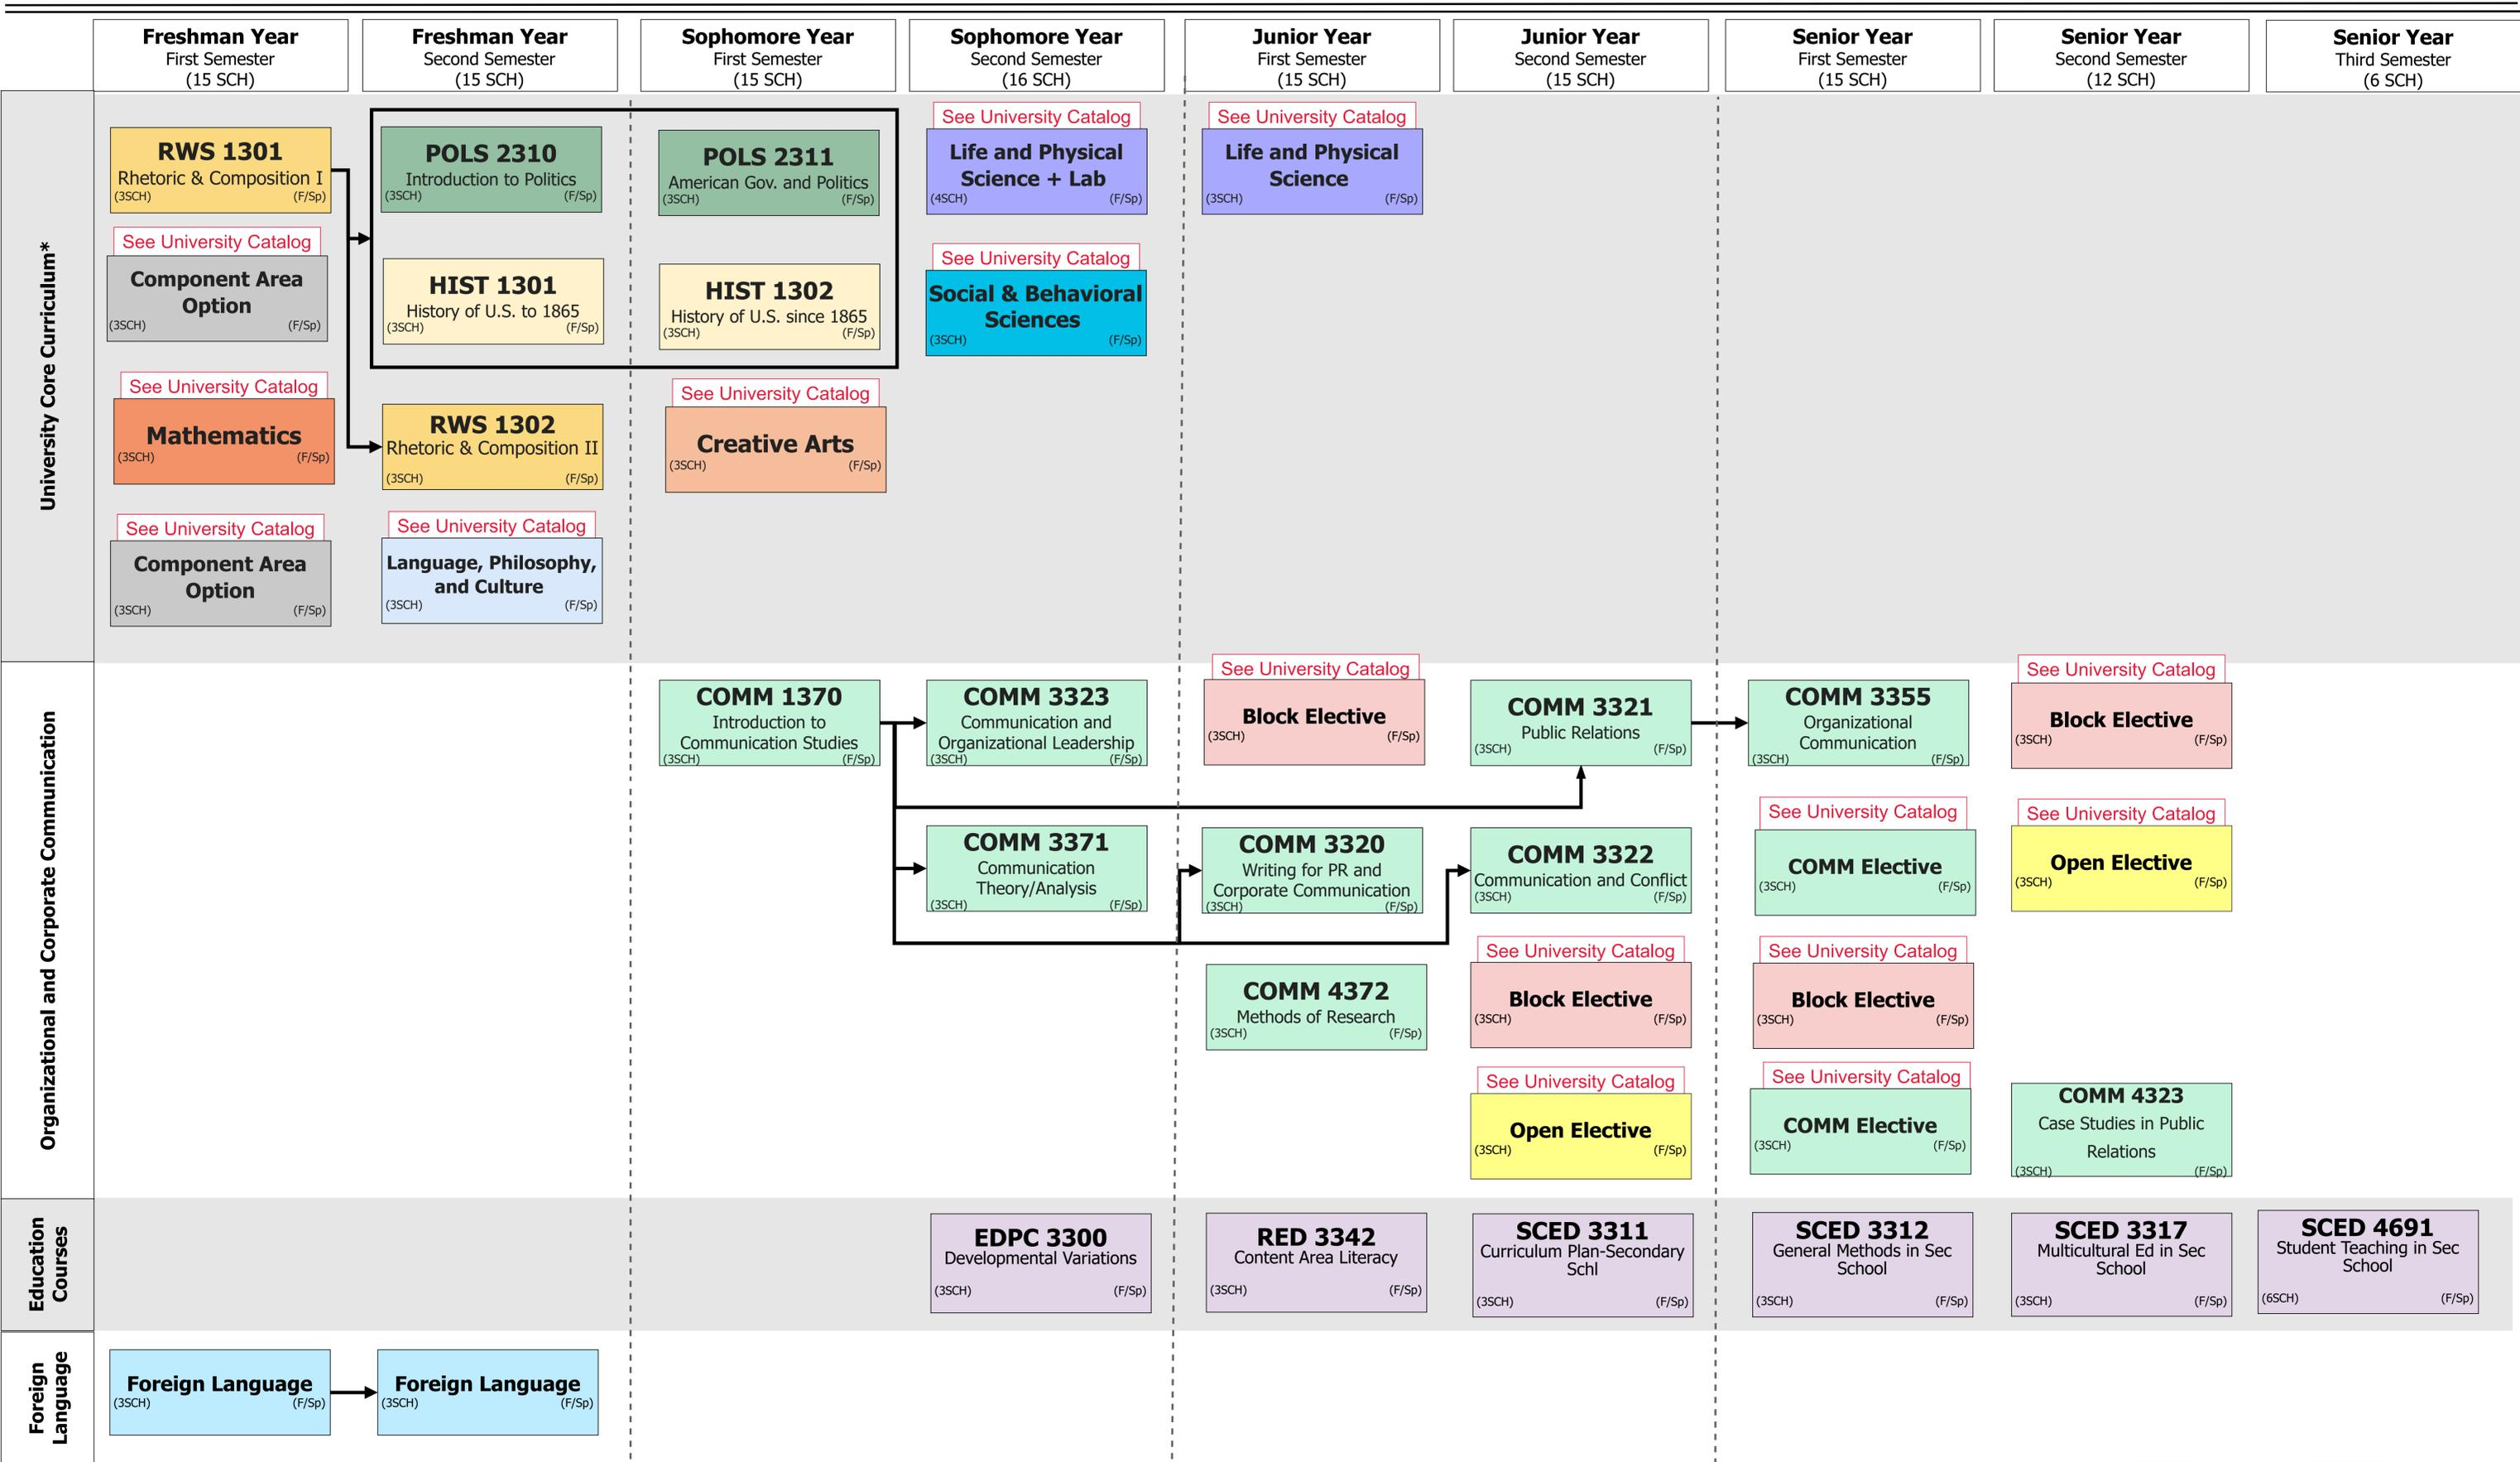 Freshman Year
First Semester
(15 SCH)
Freshman Year
Second Semester
(15 SCH)
Sophomore Year
First Semester
(15 SCH)
Sophomore Year
Second Semester
(16 SCH)
Junior Year
First Semester
(15 SCH)
Junior Year
Second Semester
(15 SCH)
Senior Year
First Semester
(15 SCH)
Senior Year
Second Semester
(12 SCH)
Senior Year
Third Semester
(6 SCH)
University Core Curriculum*
RWS 1301
Rhetoric & Composition I
(3SCH) (F/Sp)
See University Catalog
Component Area
Option
(3SCH) (F/Sp)
See University Catalog
Mathematics
(3SCH) (F/Sp)
See University Catalog
Component Area
Option
(3SCH) (F/Sp)
POLS 2310
Introduction to Politics
(3SCH) (F/Sp)
HIST 1301
History of U.S. to 1865
(3SCH) (F/Sp)
RWS 1302
Rhetoric & Composition II
(3SCH) (F/Sp)
See University Catalog
Language, Philosophy,
and Culture
(3SCH) (F/Sp)
POLS 2311
American Gov. and Politics
(3SCH) (F/Sp)
HIST 1302
History of U.S. since 1865
(3SCH) (F/Sp)
See University Catalog
Creative Arts
(3SCH) (F/Sp)
See University Catalog
Life and Physical
Science + Lab
(4SCH) (F/Sp)
See University Catalog
Social & Behavioral
Sciences
(3SCH) (F/Sp)
See University Catalog
Life and Physical
Science
(3SCH) (F/Sp)
Organizational and Corporate Communication
COMM 1370
Introduction to
Communication Studies
(3SCH) (F/Sp)
COMM 3323
Communication and
Organizational Leadership
(3SCH) (F/Sp)
COMM 3371
Communication
Theory/Analysis
(3SCH) (F/Sp)
See University Catalog
Block Elective
(3SCH) (F/Sp)
COMM 3320
Writing for PR and
Corporate Communication
(3SCH) (F/Sp)
COMM 4372
Methods of Research
(3SCH) (F/Sp)
COMM 3321
Public Relations
(3SCH) (F/Sp)
COMM 3322
Communication and Conflict
(3SCH) (F/Sp)
See University Catalog
Block Elective
(3SCH) (F/Sp)
See University Catalog
Open Elective
(3SCH) (F/Sp)
COMM 3355
Organizational
Communication
(3SCH) (F/Sp)
See University Catalog
COMM Elective
(3SCH) (F/Sp)
See University Catalog
Block Elective
(3SCH) (F/Sp)
See University Catalog
COMM Elective
(3SCH) (F/Sp)
See University Catalog
Block Elective
(3SCH) (F/Sp)
See University Catalog
Open Elective
(3SCH) (F/Sp)
COMM 4323
Case Studies in Public
Relations
(3SCH) (F/Sp)
Education
Courses
EDPC 3300
Developmental Variations
(3SCH) (F/Sp)
RED 3342
Content Area Literacy
(3SCH) (F/Sp)
SCED 3311
Curriculum Plan-Secondary
Schl
(3SCH) (F/Sp)
SCED 3312
General Methods in Sec
School
(3SCH) (F/Sp)
SCED 3317
Multicultural Ed in Sec
School
(3SCH) (F/Sp)
SCED 4691
Student Teaching in Sec
School
(6SCH) (F/Sp)
Foreign
Language
Foreign Language
(3SCH) (F/Sp)
Foreign Language
(3SCH) (F/Sp)